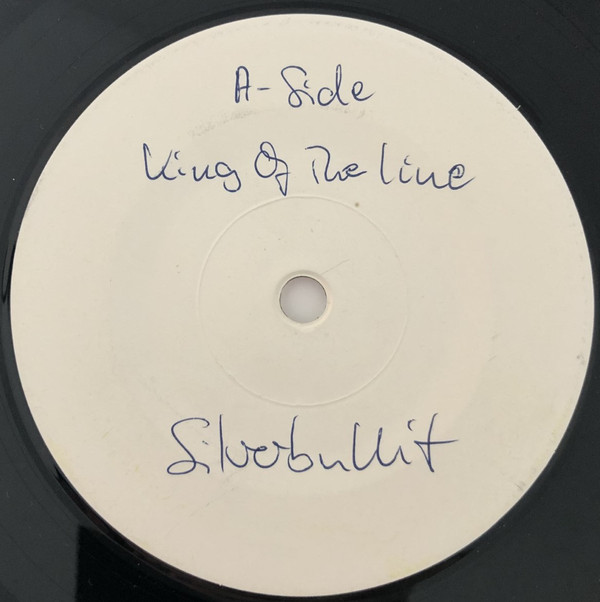 A-Side
King Of The Line
Silverbullit